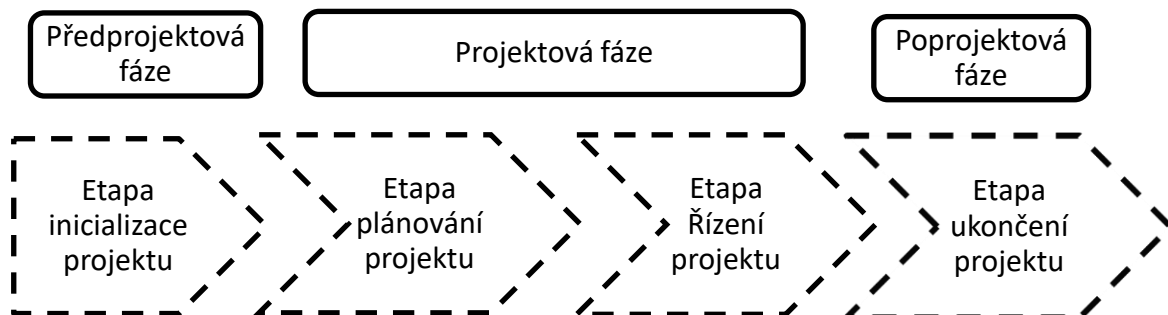 Předprojektová
fáze
Projektová fáze
Poprojektová
fáze
Etapa
inicializace
projektu
Etapa
plánování
projektu
Etapa
Řízení
projektu
Etapa
ukončení
projektu